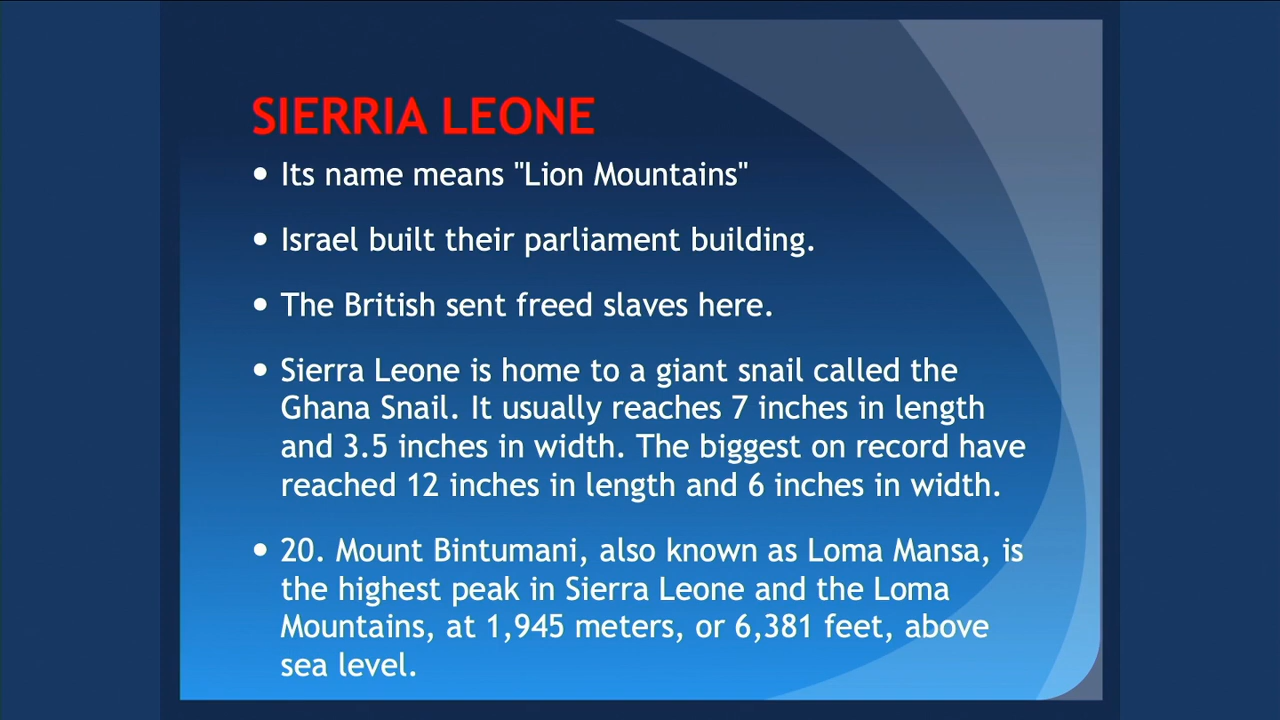 SIERRIA LEONE
• Its name means "Lion Mountains"
• Israel built their parliament building.
• The British sent freed slaves here.
• Sierra Leone is home to a giant snail called the
Ghana Snail. It usually reaches 7 inches in length
and 3.5 inches in width. The biggest on record have
reached 12 inches in length and 6 inches in width.
• 20. Mount Bintumani, also known as Loma Mansa, is
the highest peak in Sierra Leone and the Loma
Mountains, at 1,945 meters, or 6,381 feet, above
sea level.